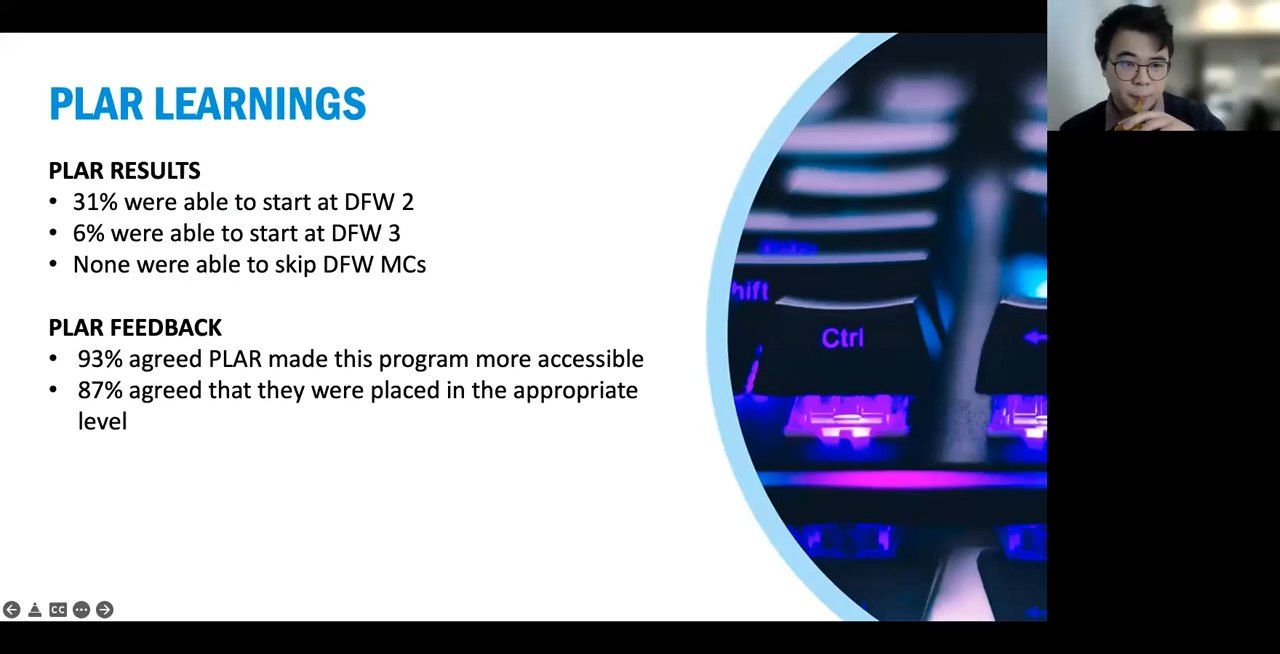 PLAR LEARNINGS
PLAR RESULTS
• 31% were able to start at DFW 2
• 6% were able to start at DFW 3
• None were able to skip DFW MCs
PLAR FEEDBACK
• 93% agreed PLAR made this program more accessible
• 87% agreed that they were placed in the appropriate
level
hift
Ctrl
CC